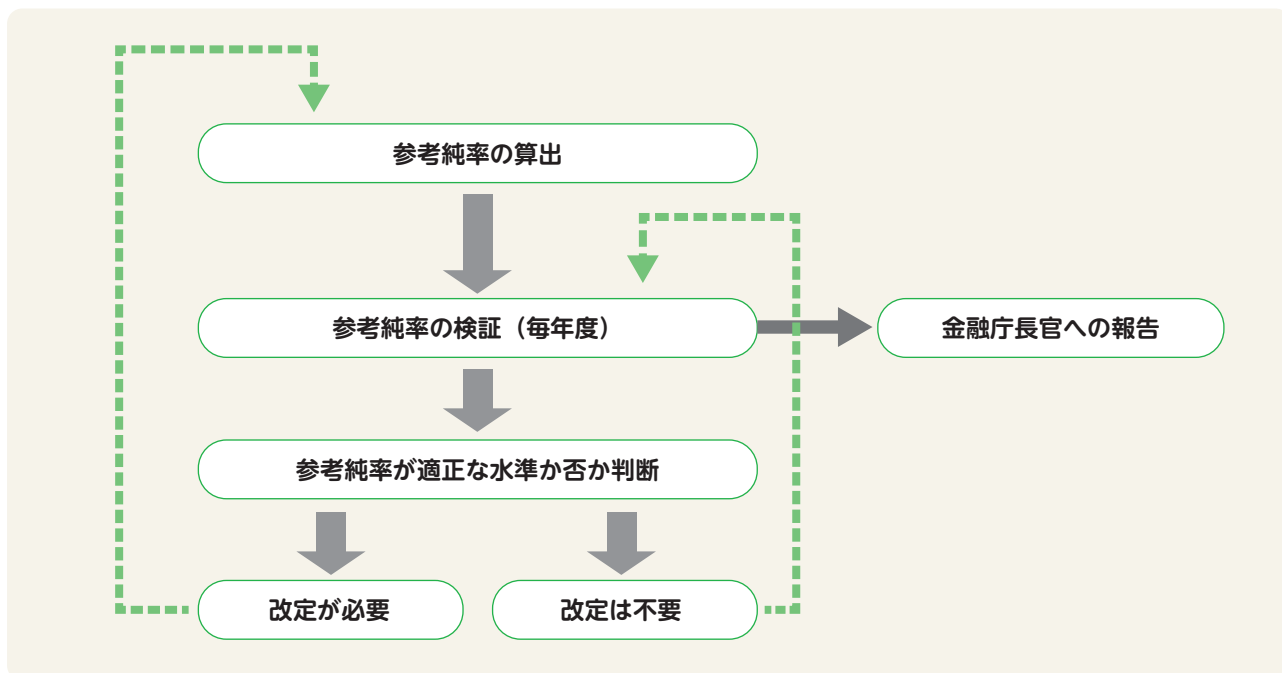 参考純率の算出
参考純率の検証（毎年度）
金融庁長官への報告
参考純率が適正な水準か否か判断
改定が必要
改定は不要